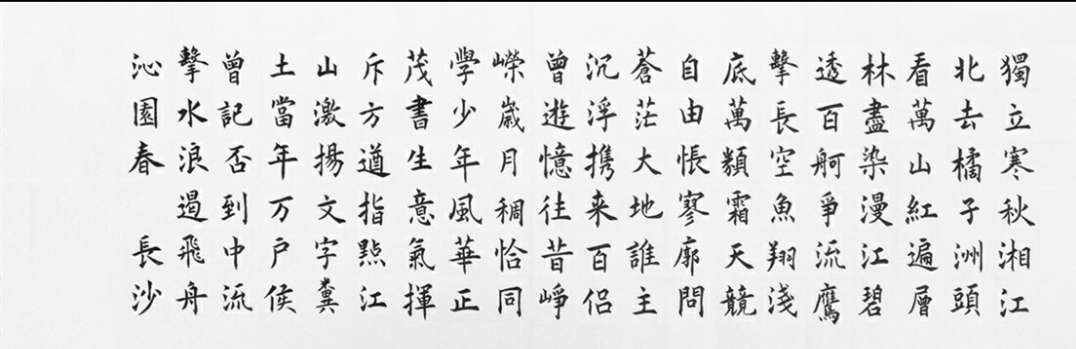 獨立寒秋湘江
北去橘子洲頭
看萬山紅遍層
林盡染漫江碧
透百舸爭流鷹
擊長空魚翔淺
底萬類霜天競
自由悵寥廓問
蒼茫大地誰主
沉浮携来百侣
曾遊憶往昔崢
嶸歲月稠恰同
學少年風華正
茂書生意氣揮
斥方遒指點江
山激揚文字糞
土當年万户侯
曾記否到中流
擊水浪遏飛舟
沁園春 長沙